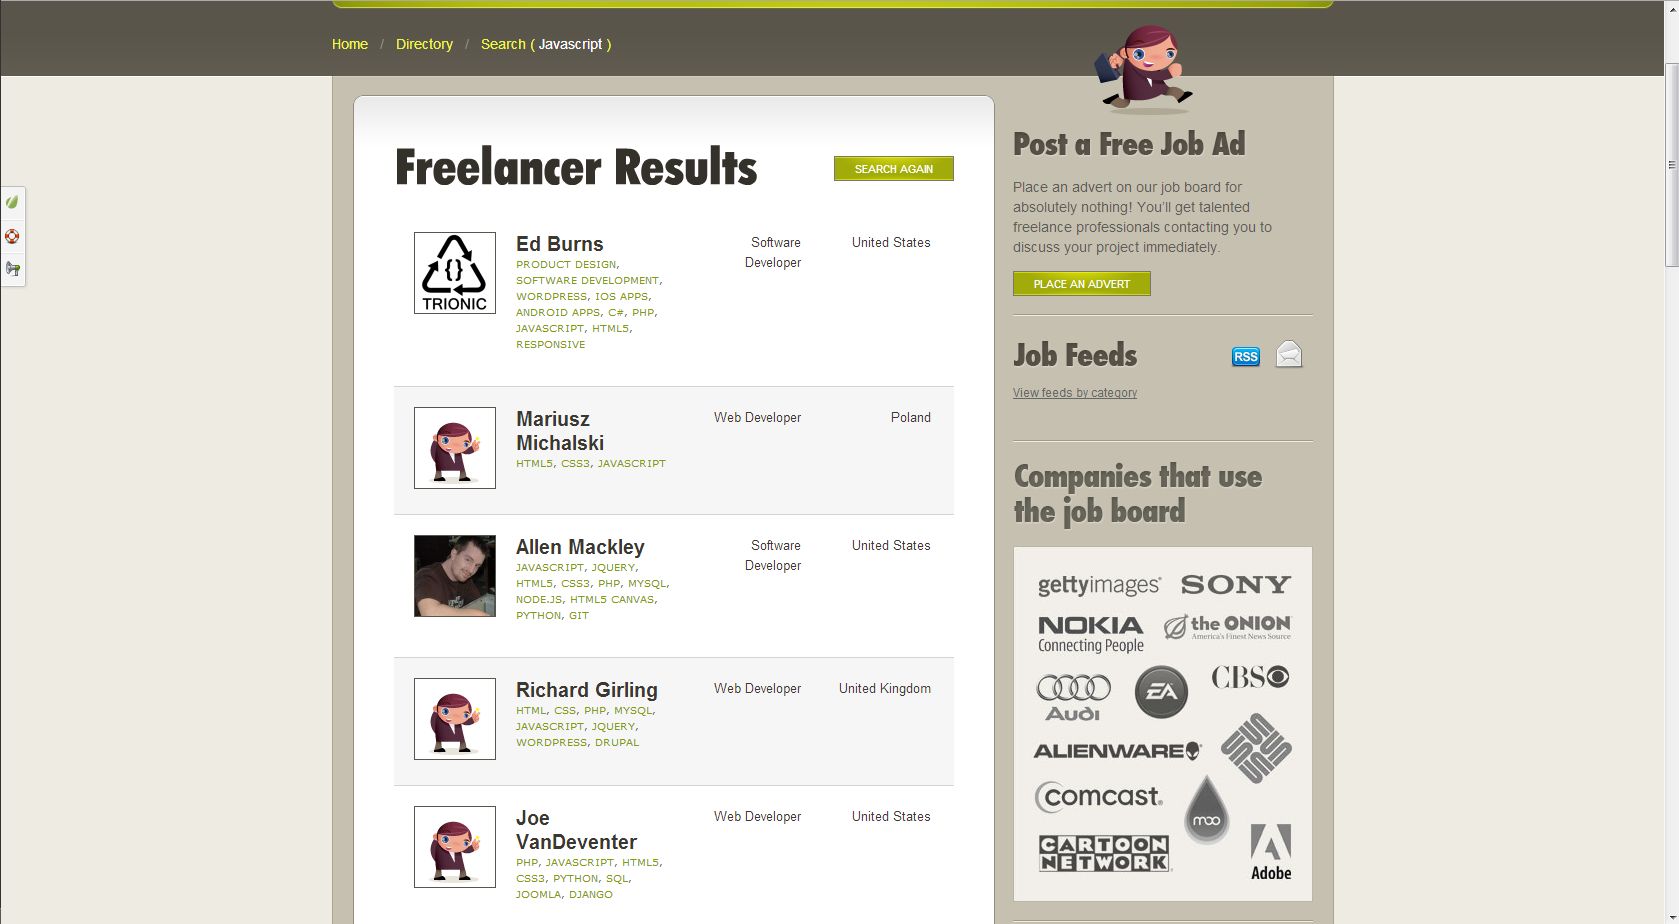 Home / Directory / Search ( Javascript )
Freelancer Results
SEARCH AGAIN
TRIONIC
Ed Burns
PRODUCT DESIGN,
SOFTWARE DEVELOPMENT,
WORDPRESS, IOS APPS,
ANDROID APPS, C#, PHP,
JAVASCRIPT, HTML5,
RESPONSIVE
Software
Developer
United States
Mariusz
Michalski
HTML5, CSS3, JAVASCRIPT
Web Developer
Poland
Allen Mackley
JAVASCRIPT, JQUERY,
HTML5, CSS3, PHP, MYSQL,
NODE.JS, HTML5 CANVAS,
PYTHON, GIT
Software
Developer
United States
Richard Girling
HTML, CSS, PHP, MYSQL,
JAVASCRIPT, JQUERY,
WORDPRESS, DRUPAL
Web Developer
United Kingdom
Joe
VanDeventer
PHP, JAVASCRIPT, HTML5,
CSS3, PYTHON, SQL,
JOOMLA, DJANGO
Web Developer
United States
Post a Free Job Ad
Place an advert on our job board for
absolutely nothing! You'll get talented
freelance professionals contacting you to
discuss your project immediately.
PLACE AN ADVERT
Job Feeds
RSS
View feeds by category
Companies that use
the job board
gettyimages®
SONY
NOKIA
Connecting People
the ONION
America's Finest News Source
Audi
EA
CBS
ALIENWARE
SUN
comcast.
moo
CARTOON
NETWORK
Adobe